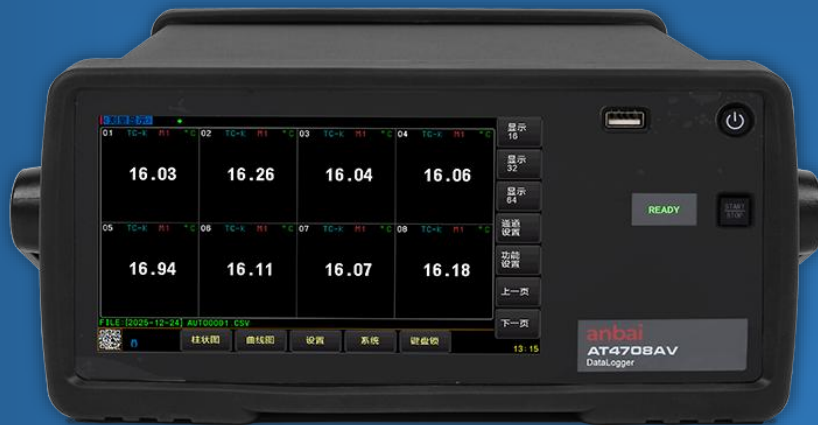 测量显示
01 TC-K M1 °C 02 TC-K M1 °C 03 TC-K M1 °C 04 TC-K M1 °C
16.03 16.26 16.04 16.06
05 TC-K M1 °C 06 TC-K M1 °C 07 TC-K M1 °C 08 TC-K M1 °C
16.94 16.11 16.07 16.18
FILE:[2025-12-24] AUTO0001.CSV
柱状图 曲线图 设置 系统 键盘锁 13:15
显示
16
显示
32
显示
64
通道
设置
功能
设置
上一页
下一页
READY
START
STOP
anbai
AT4708AV
DataLogger